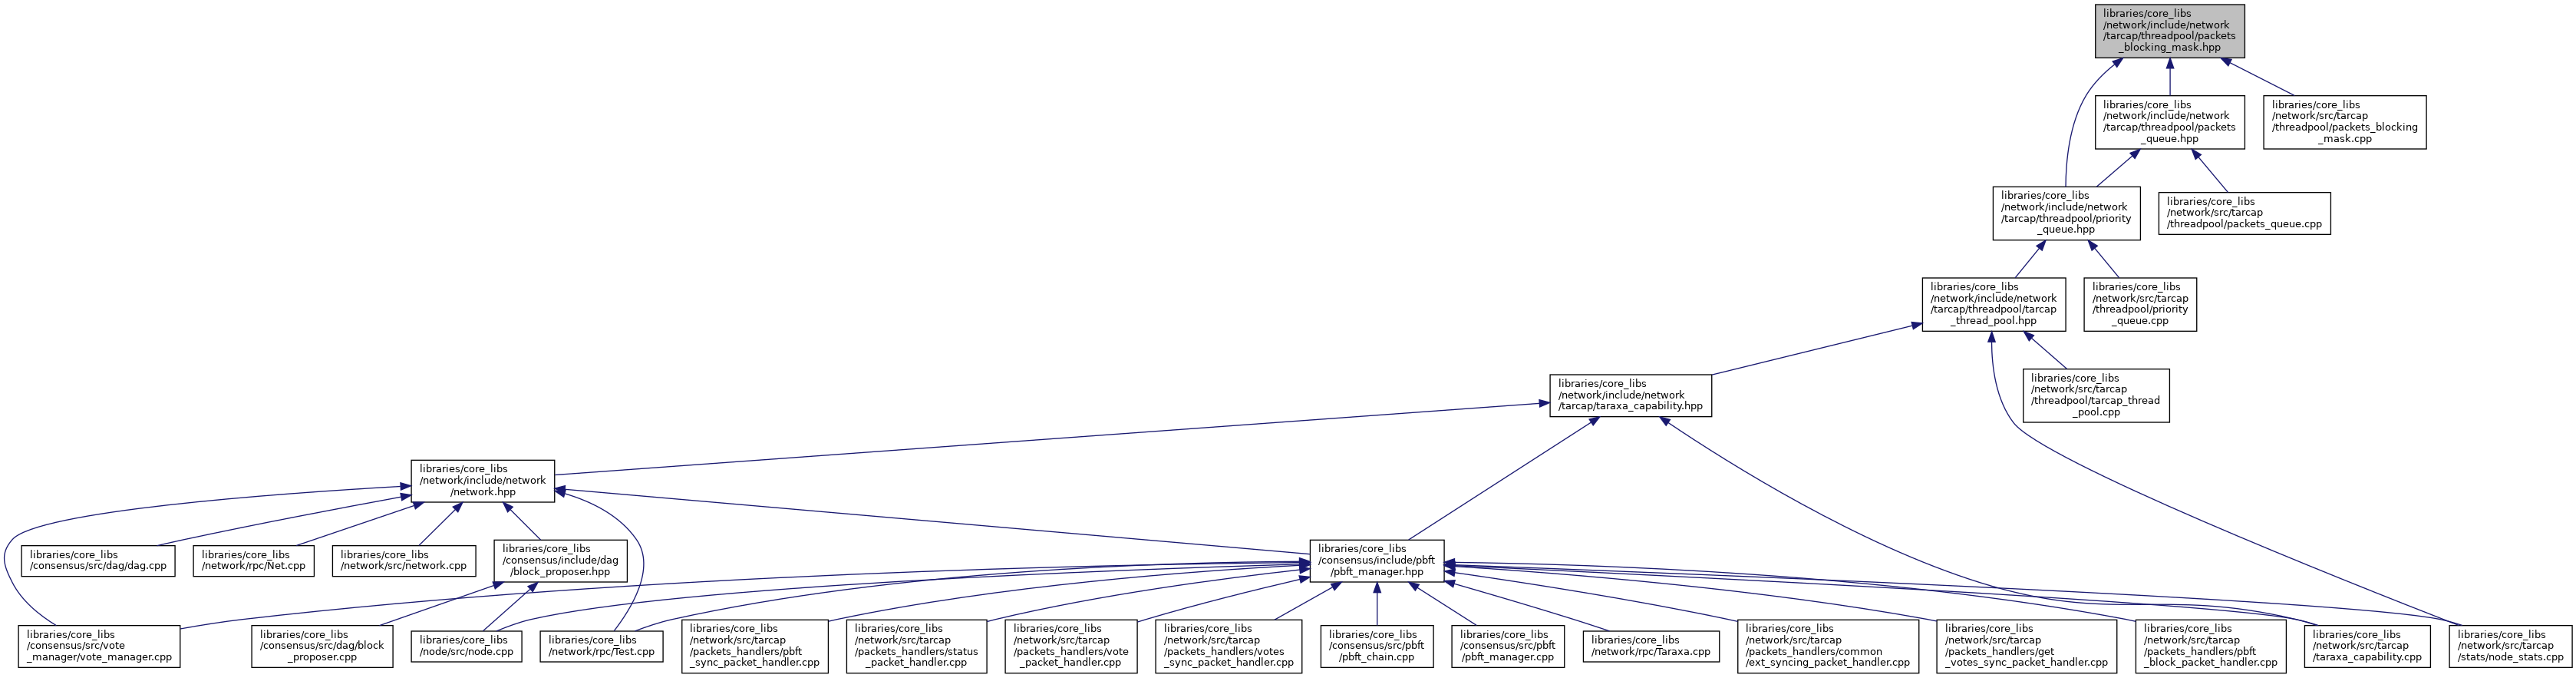 libraries/core_libs
/network/include/network
/tarcap/threadpool/packets
_blocking_mask.hpp
libraries/core_libs
/network/include/network
/tarcap/threadpool/packets
_queue.hpp
libraries/core_libs
/network/src/tarcap
/threadpool/packets_blocking
_mask.cpp
libraries/core_libs
/network/include/network
/tarcap/threadpool/priority
_queue.hpp
libraries/core_libs
/network/src/tarcap
/threadpool/packets_queue.cpp
libraries/core_libs
/network/include/network
/tarcap/threadpool/tarcap
_thread_pool.hpp
libraries/core_libs
/network/src/tarcap
/threadpool/priority
_queue.cpp
libraries/core_libs
/network/include/network
/tarcap/taraxa_capability.hpp
libraries/core_libs
/network/src/tarcap
/threadpool/tarcap_thread
_pool.cpp
libraries/core_libs
/network/include/network
/network.hpp
libraries/core_libs
/consensus/src/dag/dag.cpp
libraries/core_libs
/network/rpc/Net.cpp
libraries/core_libs
/network/src/network.cpp
libraries/core_libs
/consensus/include/dag
/block_proposer.hpp
libraries/core_libs
/consensus/include/pbft
/pbft_manager.hpp
libraries/core_libs
/consensus/src/vote
_manager/vote_manager.cpp
libraries/core_libs
/consensus/src/dag/block
_proposer.cpp
libraries/core_libs
/node/src/node.cpp
libraries/core_libs
/network/rpc/Test.cpp
libraries/core_libs
/network/src/tarcap
/packets_handlers/pbft
_sync_packet_handler.cpp
libraries/core_libs
/network/src/tarcap
/packets_handlers/status
_packet_handler.cpp
libraries/core_libs
/network/src/tarcap
/packets_handlers/vote
_packet_handler.cpp
libraries/core_libs
/network/src/tarcap
/packets_handlers/votes
_sync_packet_handler.cpp
libraries/core_libs
/consensus/src/pbft
/pbft_chain.cpp
libraries/core_libs
/consensus/src/pbft
/pbft_manager.cpp
libraries/core_libs
/network/rpc/Taraxa.cpp
libraries/core_libs
/network/src/tarcap
/packets_handlers/common
/ext_syncing_packet_handler.cpp
libraries/core_libs
/network/src/tarcap
/packets_handlers/get
_votes_sync_packet_handler.cpp
libraries/core_libs
/network/src/tarcap
/packets_handlers/pbft
_block_packet_handler.cpp
libraries/core_libs
/network/src/tarcap
/taraxa_capability.cpp
libraries/core_libs
/network/src/tarcap
/stats/node_stats.cpp